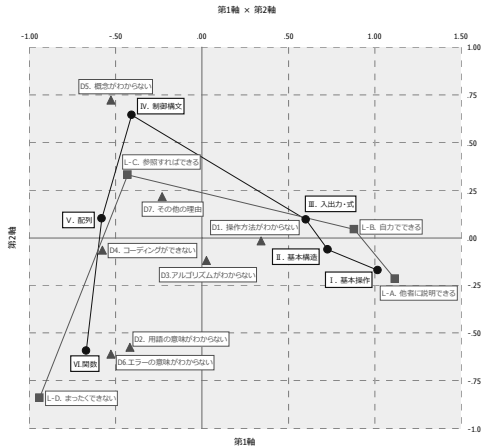 第1軸 × 第2軸
-1.00
-.50
.00
.50
1.00
1.50
1.00
D5. 概念がわからない
.75
Ⅳ. 制御構文
.50
L-C. 参照すればできる
.25
D7. その他の理由
Ⅲ. 入出力・式
Ⅴ. 配列
D1. 操作方法がわからない
L-B. 自力でできる
第2軸
.00
D4. コーディングができない
Ⅱ. 基本構造
D3.アルゴリズムがわからない
Ⅰ. 基本操作
-.25
L-A. 他者に説明できる
D2. 用語の意味がわからない
-.50
Ⅵ.関数
D6.エラーの意味がわからない
-.75
L-D. まったくできない
-1.0
第1軸